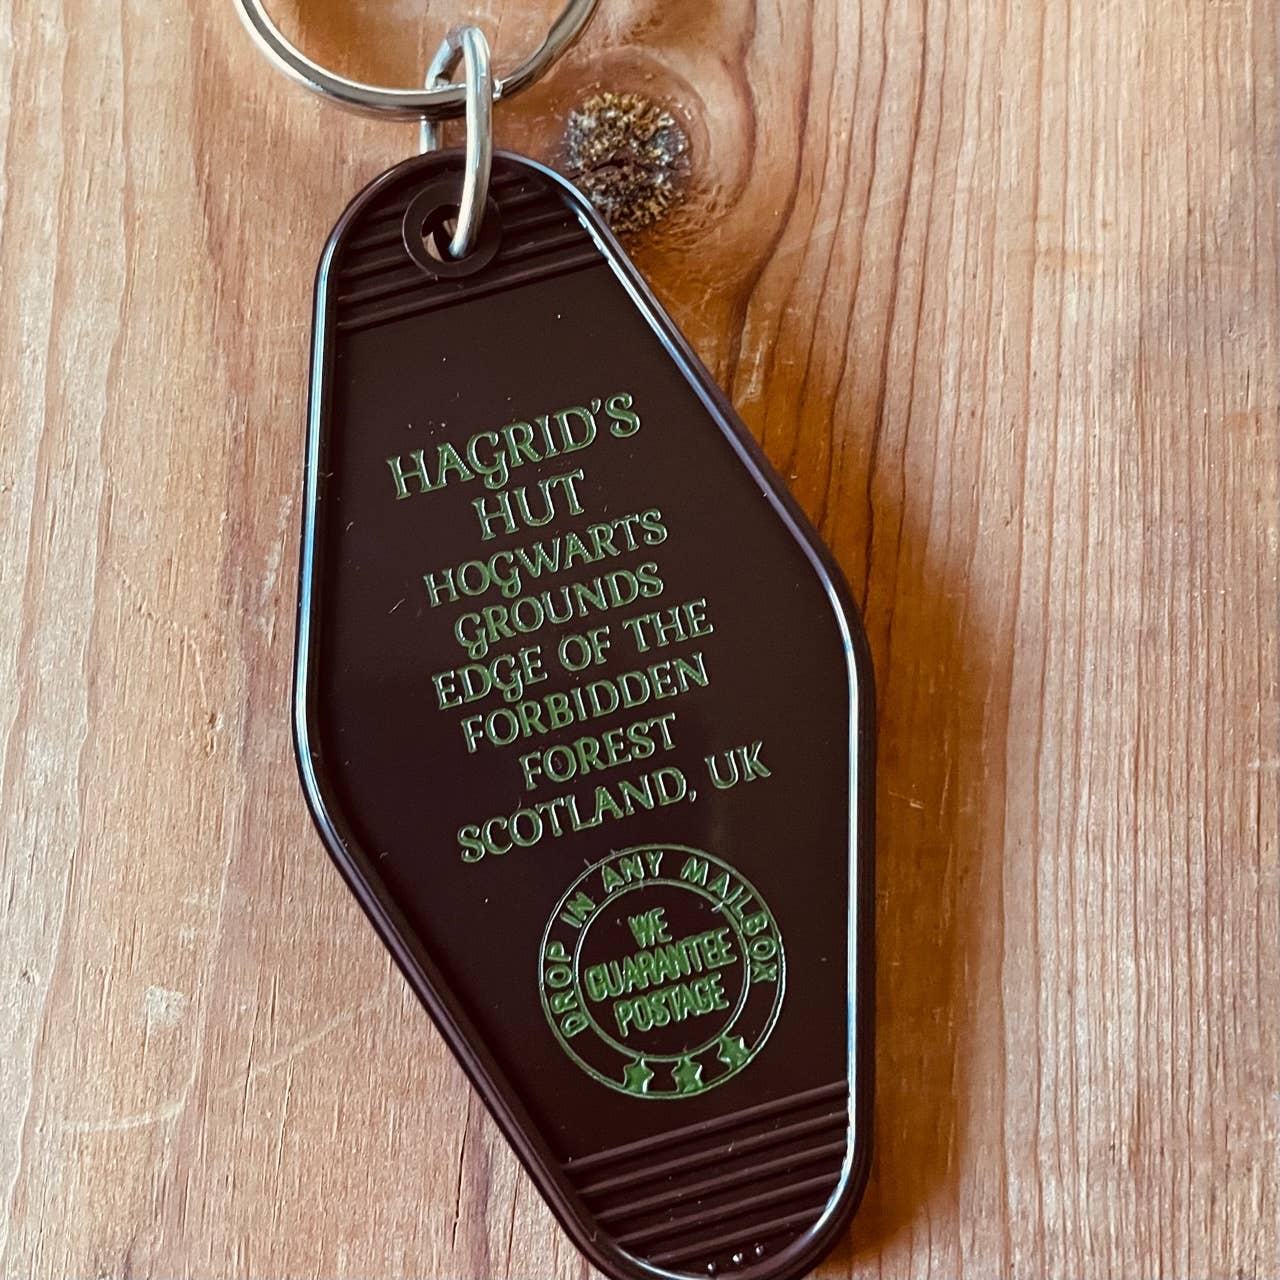 HAGRID'S
HUT
HOGWARTS
GROUNDS
EDGE OF THE
FORBIDDEN
FOREST
SCOTLAND, UK
DROP IN ANY MAILBOX
WE
GUARANTEE
POSTAGE